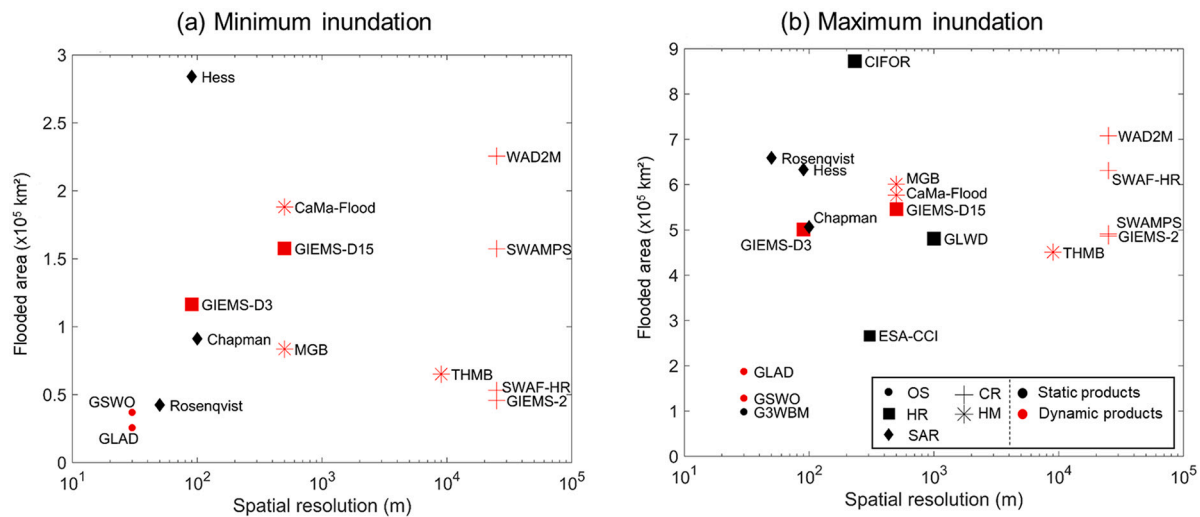 (a) Minimum inundation
3
2.5
2
1.5
1
0.5
0
Flooded area (x10⁵ km²)
Hess
WAD2M
CaMa-Flood
GIEMS-D15
SWAMPS
GIEMS-D3
Chapman
MGB
THMB
SWAF-HR
GIEMS-2
Rosenqvist
GSWO
GLAD
10¹ 10² 10³ 10⁴ 10⁵
Spatial resolution (m)
(b) Maximum inundation
9
8
7
6
5
4
3
2
1
0
Flooded area (x10⁵ km²)
CIFOR
WAD2M
Rosenqvist
Hess
SWAF-HR
MGB
CaMa-Flood
GIEMS-D15
Chapman
GIEMS-D3
GLWD
SWAMPS
GIEMS-2
THMB
ESA-CCI
GLAD
GSWO
G3WBM
OS CR Static products
HR HM Dynamic products
SAR
10¹ 10² 10³ 10⁴ 10⁵
Spatial resolution (m)